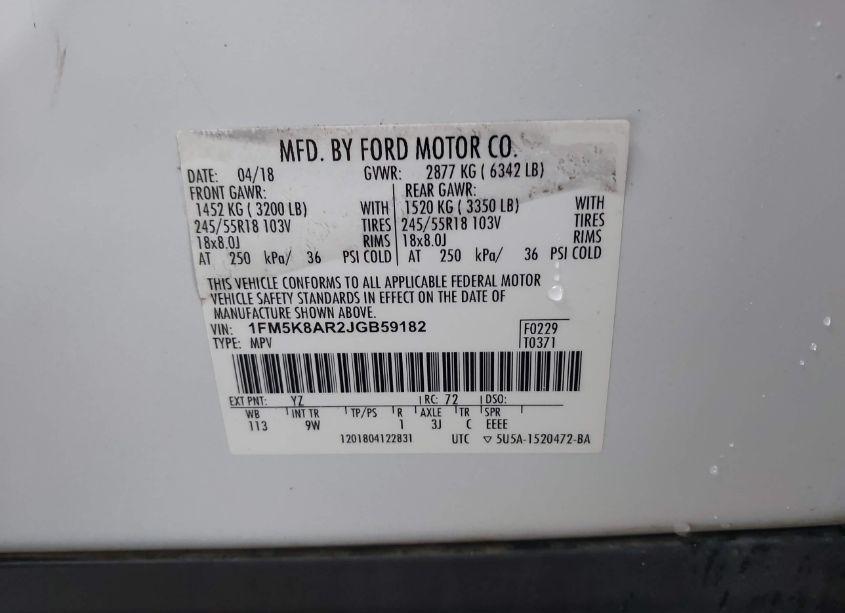 MFD. BY FORD MOTOR CO.
DATE: 04/18 GVWR: 2877 KG ( 6342 LB)
FRONT GAWR: REAR GAWR:
1452 KG ( 3200 LB) WITH 1520 KG ( 3350 LB) WITH
245/55R18 103V TIRES 245/55R18 103V TIRES
18x8.0J RIMS 18x8.0J RIMS
AT 250 kPa/ 36 PSI COLD AT 250 kPa/ 36 PSI COLD
THIS VEHICLE CONFORMS TO ALL APPLICABLE FEDERAL MOTOR
VEHICLE SAFETY STANDARDS IN EFFECT ON THE DATE OF
MANUFACTURE SHOWN ABOVE.
VIN: 1FM5K8AR2JGB59182 F0229
TYPE: MPV T0371
EXT PNT: YZ RC: 72 DSO:
WB INT TR TP/PS R AXLE TR SPR
113 9W 1 3J C EEEE
1201804122831 UTC ▽ 5U5A-1520472-BA